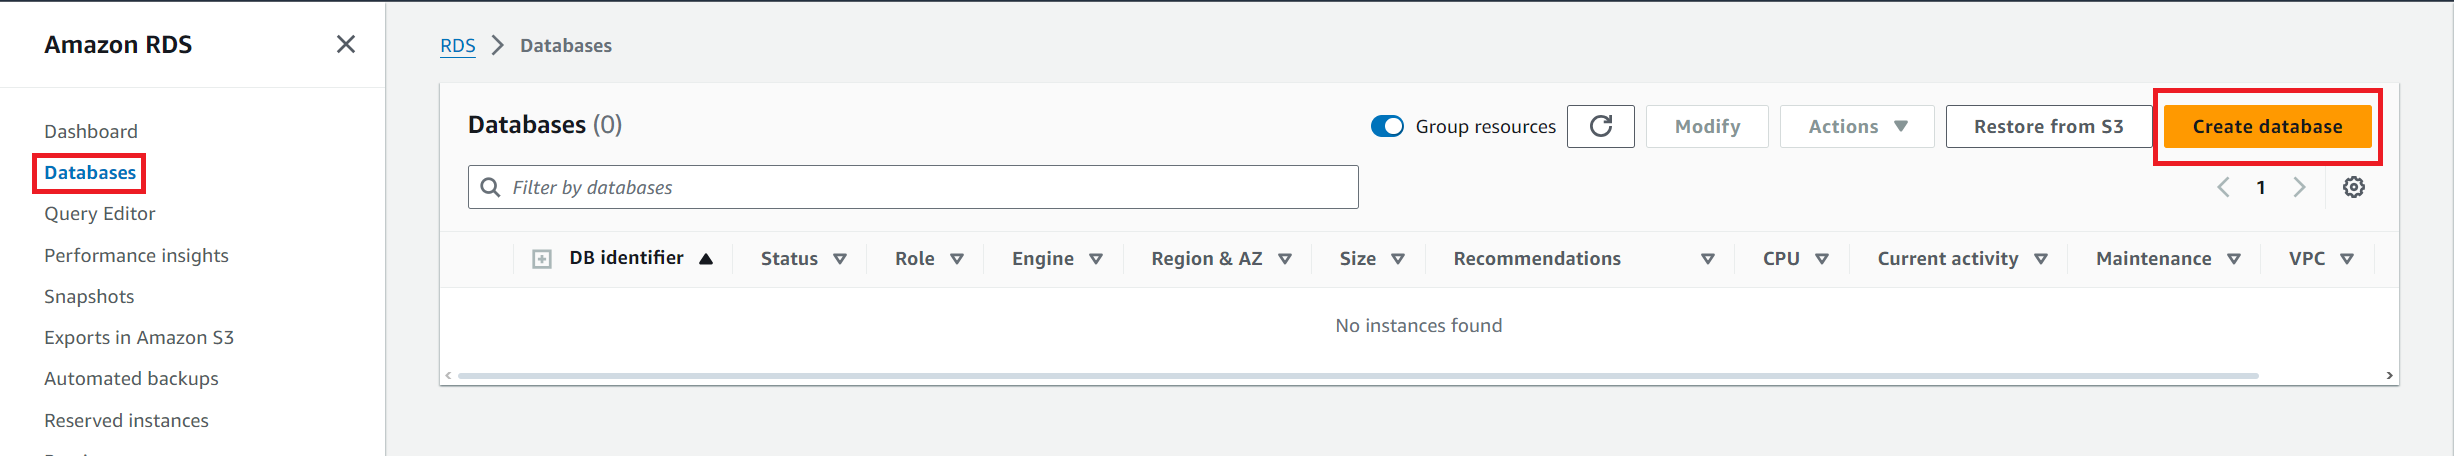 Amazon RDS
Dashboard
Databases
Query Editor
Performance insights
Snapshots
Exports in Amazon S3
Automated backups
Reserved instances
RDS > Databases
Databases (0)
Group resources
Modify
Actions
Restore from S3
Create database
Filter by databases
1
DB identifier Status Role Engine Region & AZ Size Recommendations CPU Current activity Maintenance VPC
No instances found